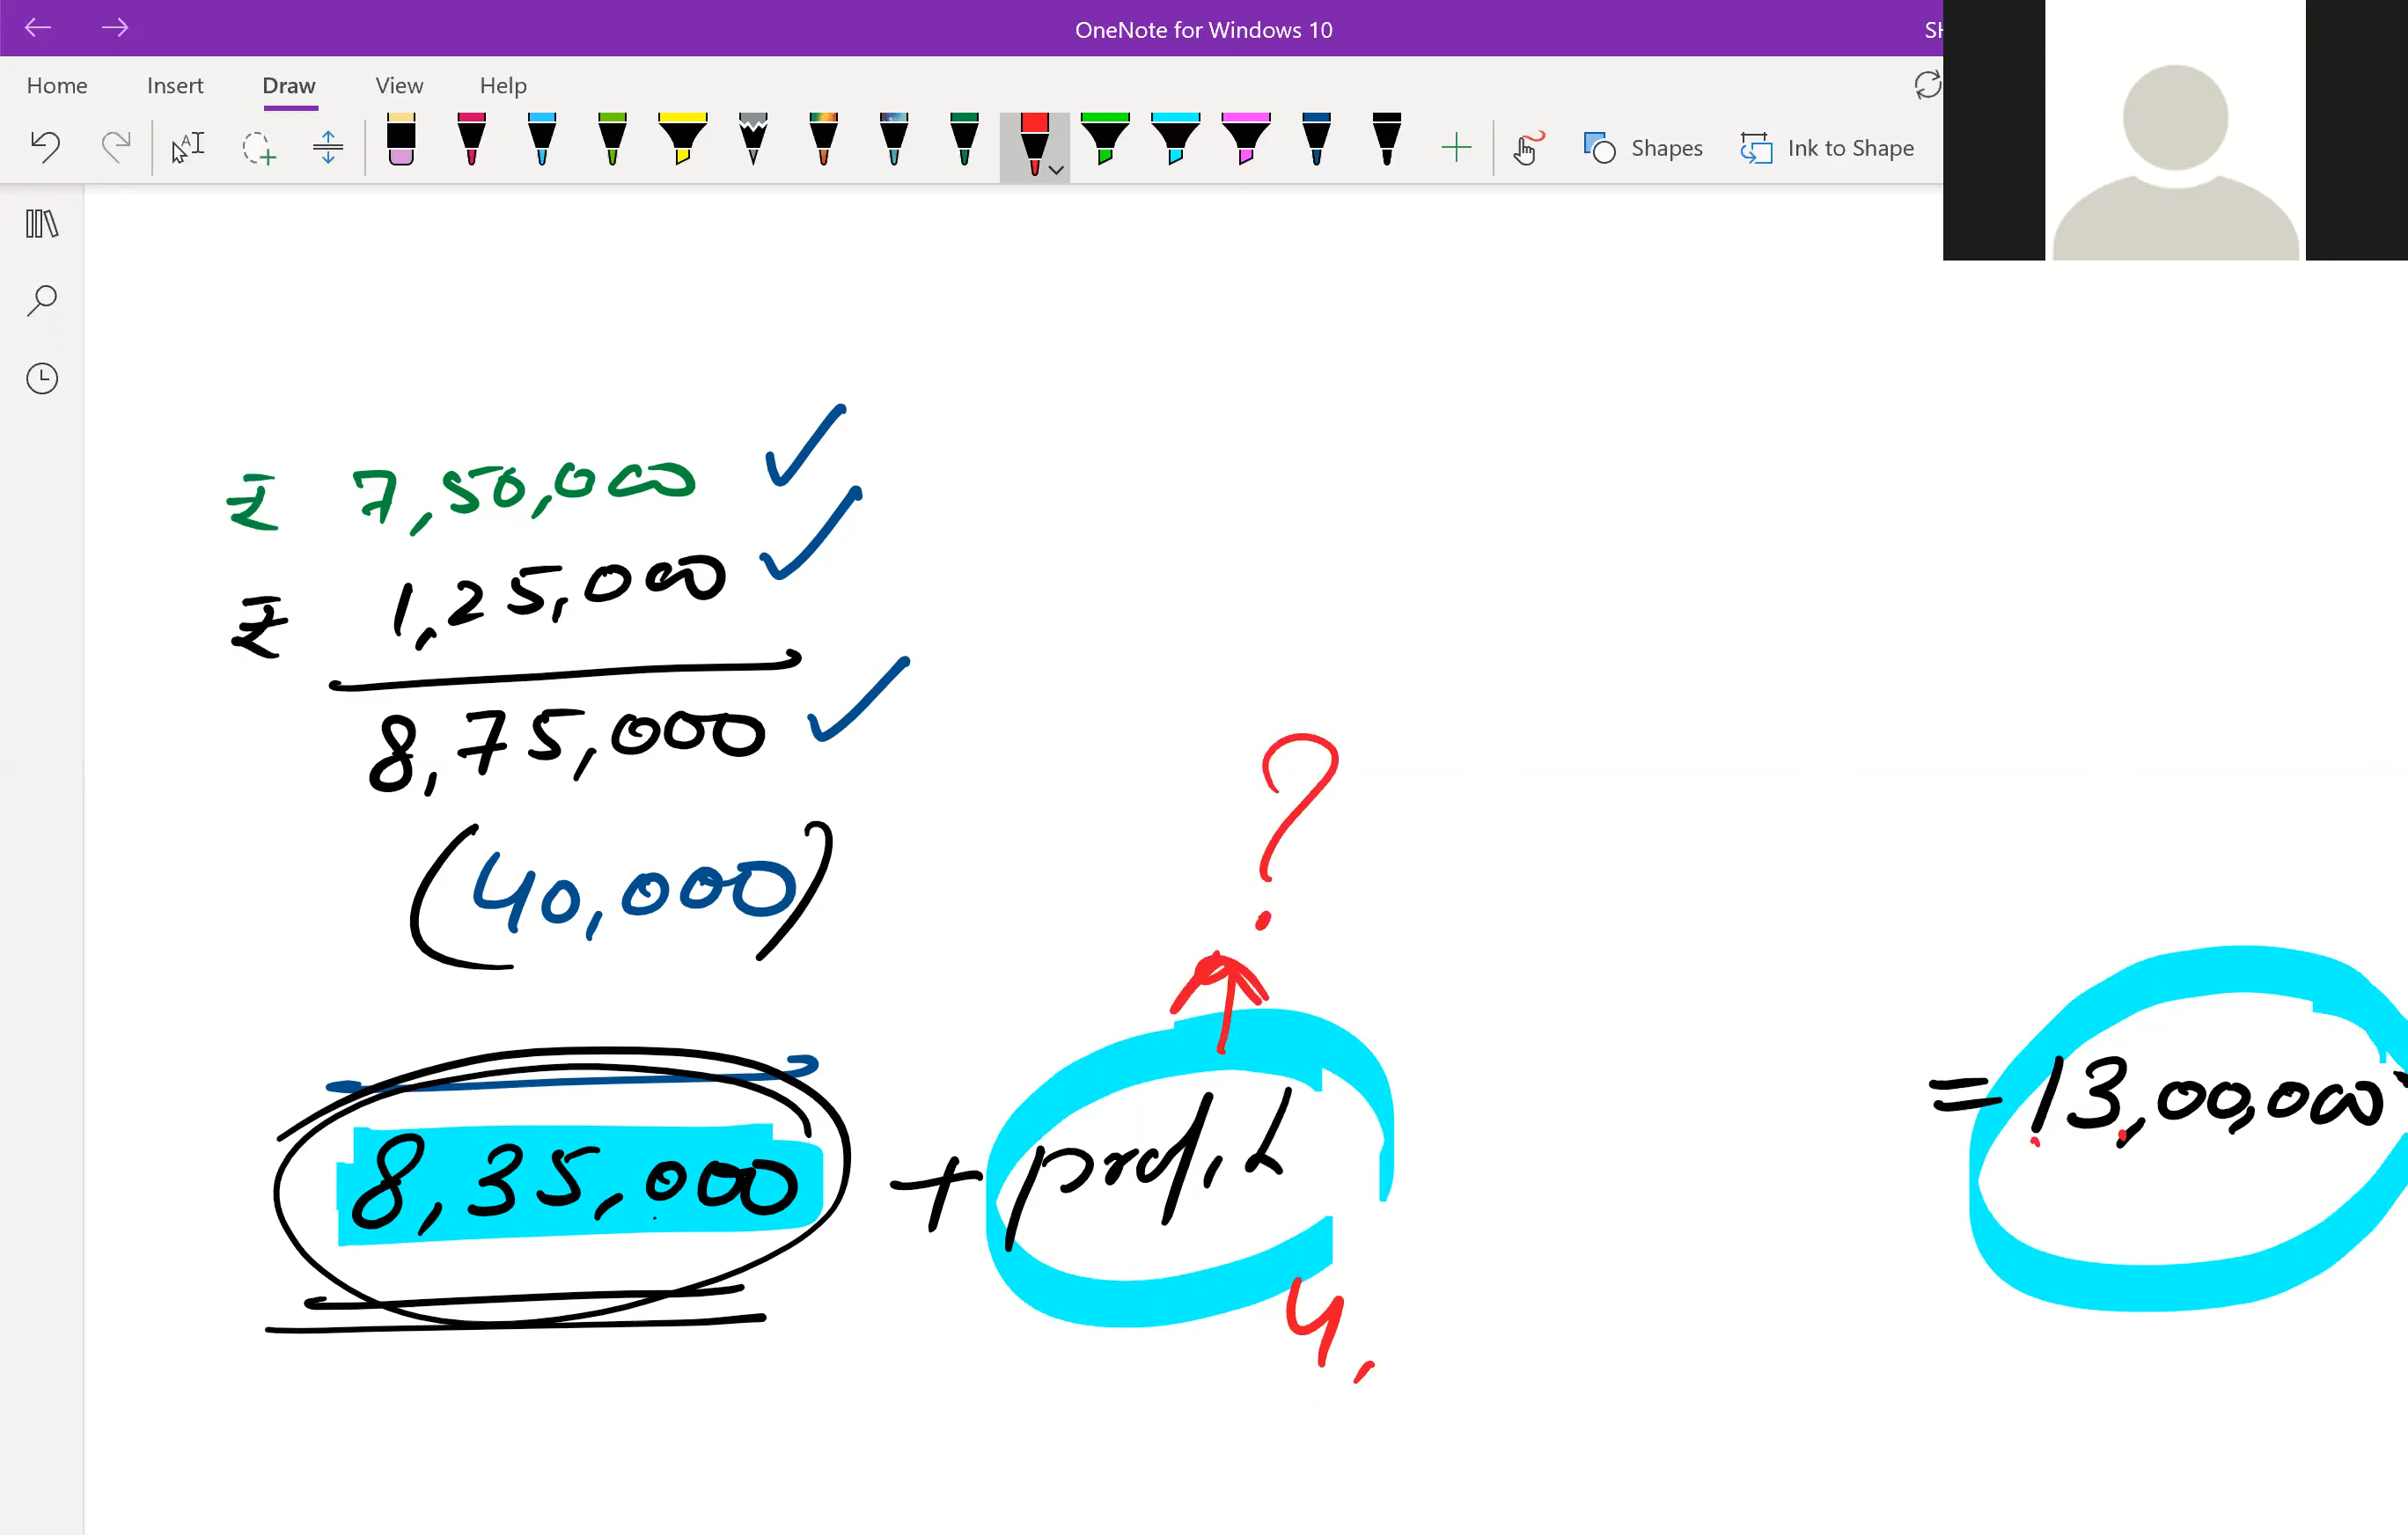 OneNote for Windows 10
SH
Home Insert Draw View Help
Shapes Ink to Shape
₹ 7,50,000
₹ 1,25,000
8,75,000
(40,000)
?
8,35,000 + profit = 13,00,000
4,